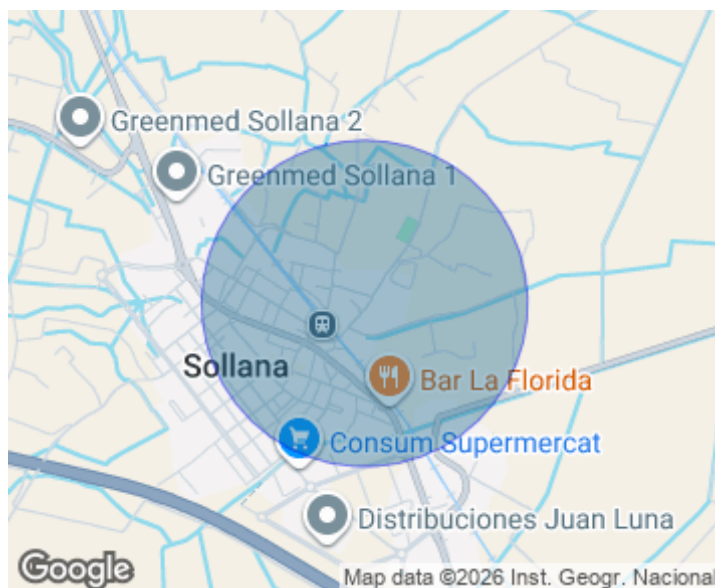 Greenmed Sollana 2
Greenmed Sollana 1
Sollana
Bar La Florida
Consum Supermercat
Distribuciones Juan Luna
Google
Map data ©2026 Inst. Geogr. Nacional